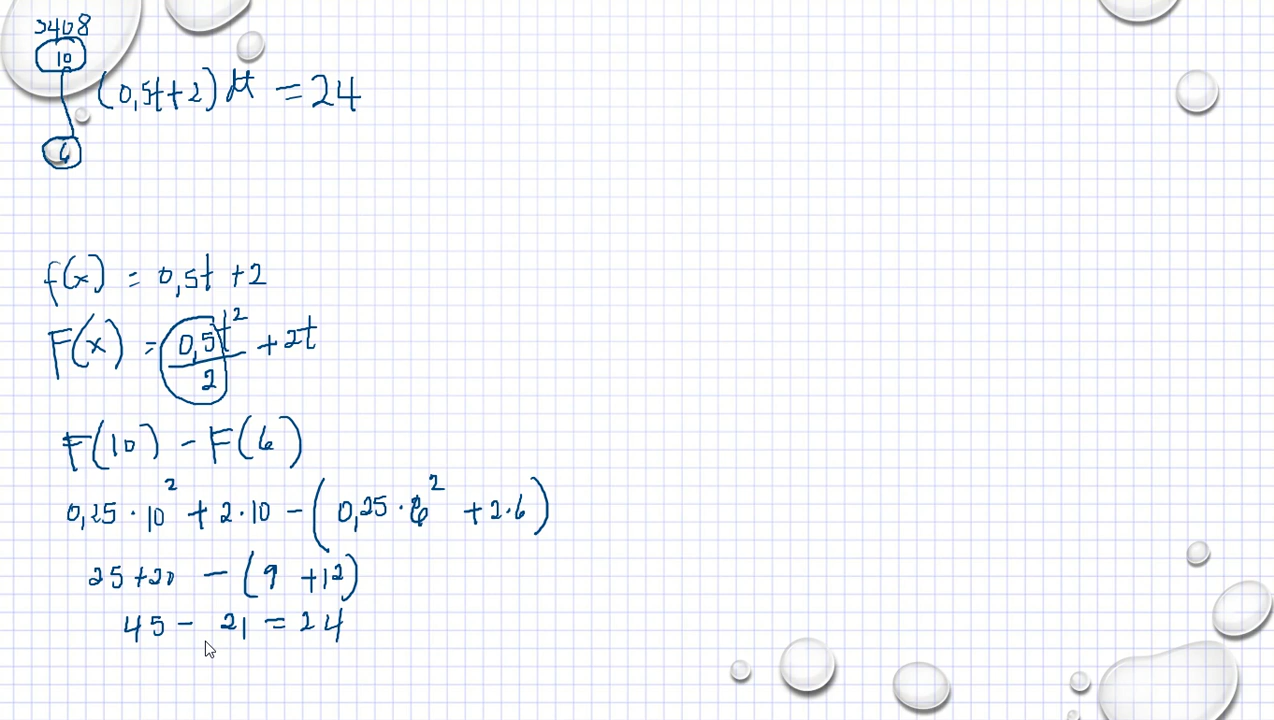 3408
10
∫ (0,5t+2) dt = 24
6
f(x) = 0,5t +2
F(x) = 0,5t²/2 + 2t
F(10) - F(6)
0,25 · 10² + 2·10 - (0,25 · 6² + 2·6)
25+20 - (9 +12)
45 - 21 = 24